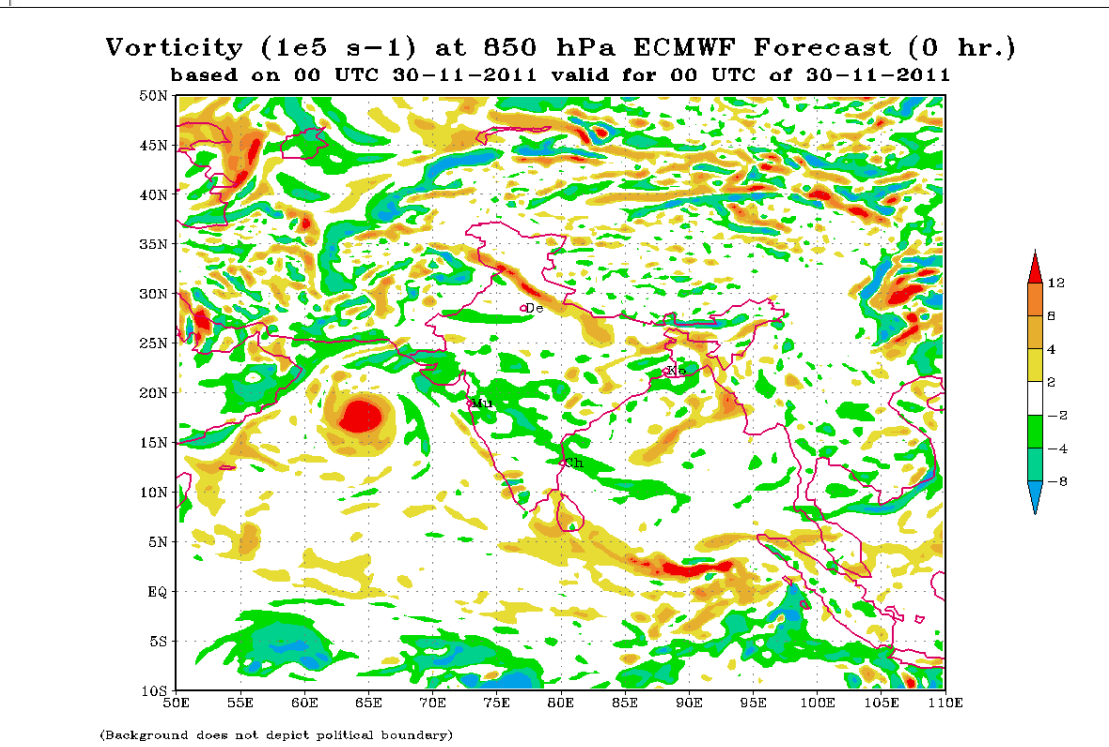 Vorticity (1e5 s-1) at 850 hPa ECMWF Forecast (0 hr.)
based on 00 UTC 30-11-2011 valid for 00 UTC of 30-11-2011
50N
45N
40N
35N
30N
25N
20N
15N
10N
5N
EQ
5S
10S
De
Ko
Mu
Ch
12
8
4
2
-2
-4
-8
50E 55E 60E 65E 70E 75E 80E 85E 90E 95E 100E 105E 110E
(Background does not depict political boundary)